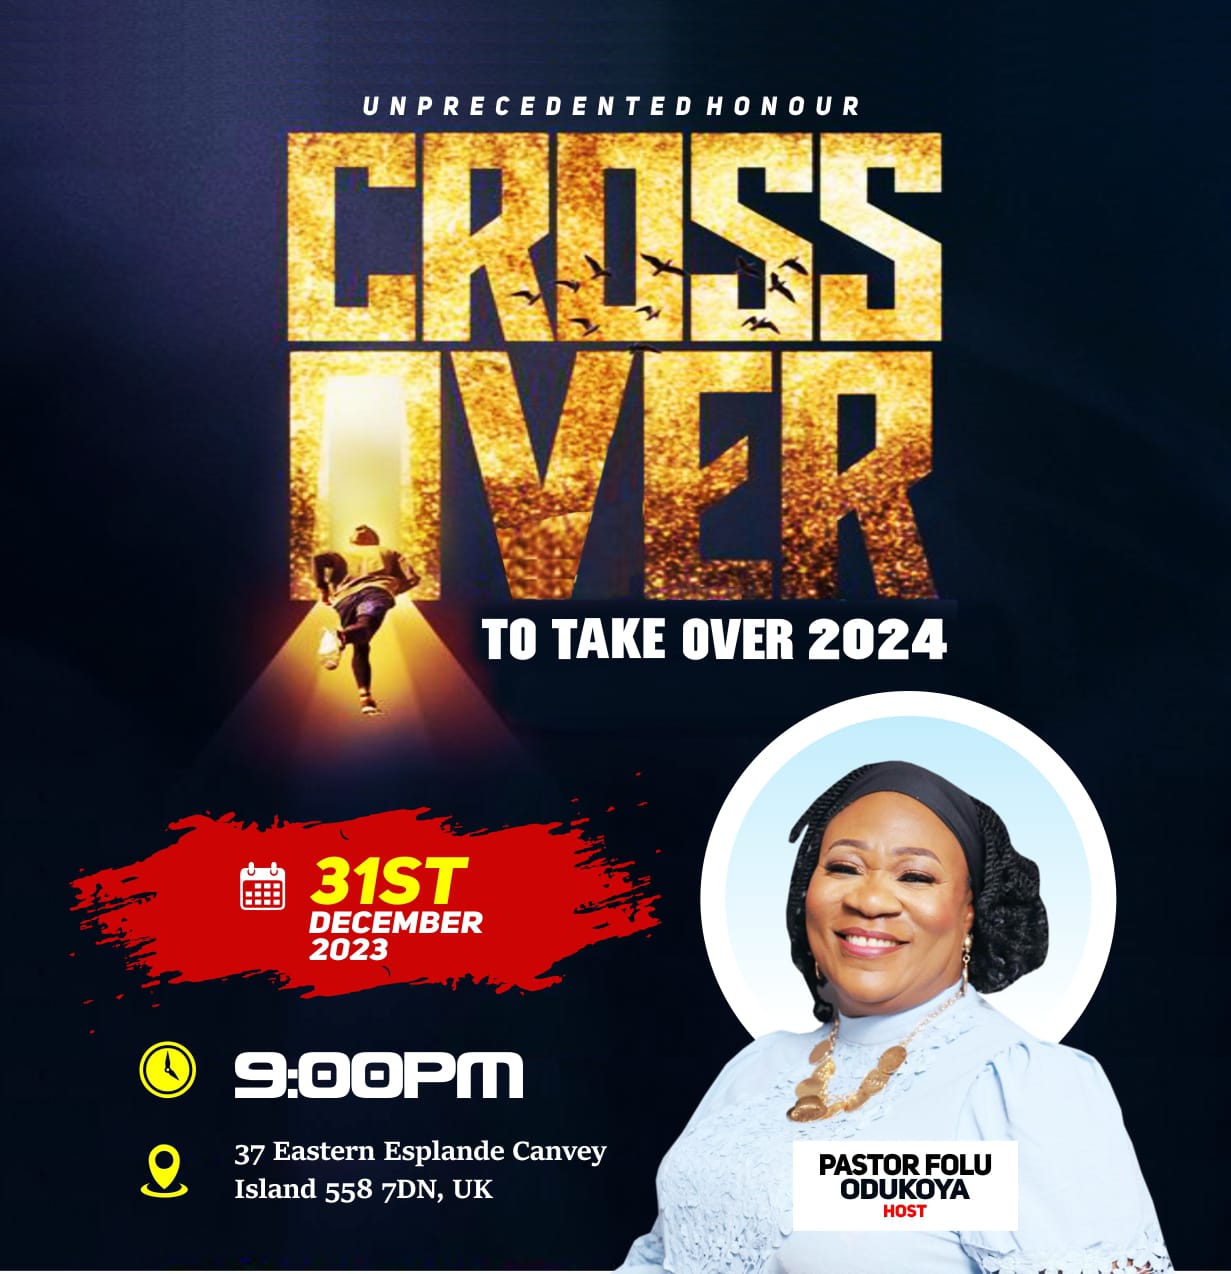 UNPRECEDENTED HONOUR
CROSS
OVER
TO TAKE OVER 2024
31ST
DECEMBER
2023
9:00PM
37 Eastern Esplande Canvey
Island 558 7DN, UK
PASTOR FOLU
ODUKOYA
HOST